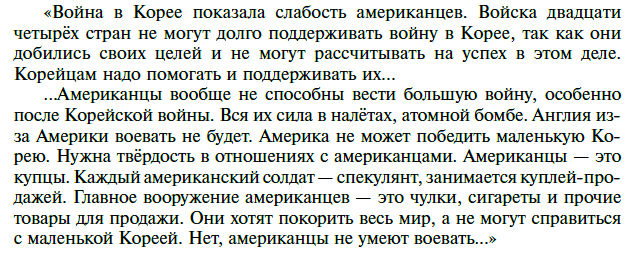 «Война в Корее показала слабость американцев. Войска двадцати
четырёх стран не могут долго поддерживать войну в Корее, так как они
добились своих целей и не могут рассчитывать на успех в этом деле.
Корейцам надо помогать и поддерживать их...
...Американцы вообще не способны вести большую войну, особенно
после Корейской войны. Вся их сила в налётах, атомной бомбе. Англия из-
за Америки воевать не будет. Америка не может победить маленькую Ко-
рею. Нужна твёрдость в отношениях с американцами. Американцы — это
купцы. Каждый американский солдат — спекулянт, занимается куплей-про-
дажей. Главное вооружение американцев — это чулки, сигареты и прочие
товары для продажи. Они хотят покорить весь мир, а не могут справиться
с маленькой Кореей. Нет, американцы не умеют воевать...»